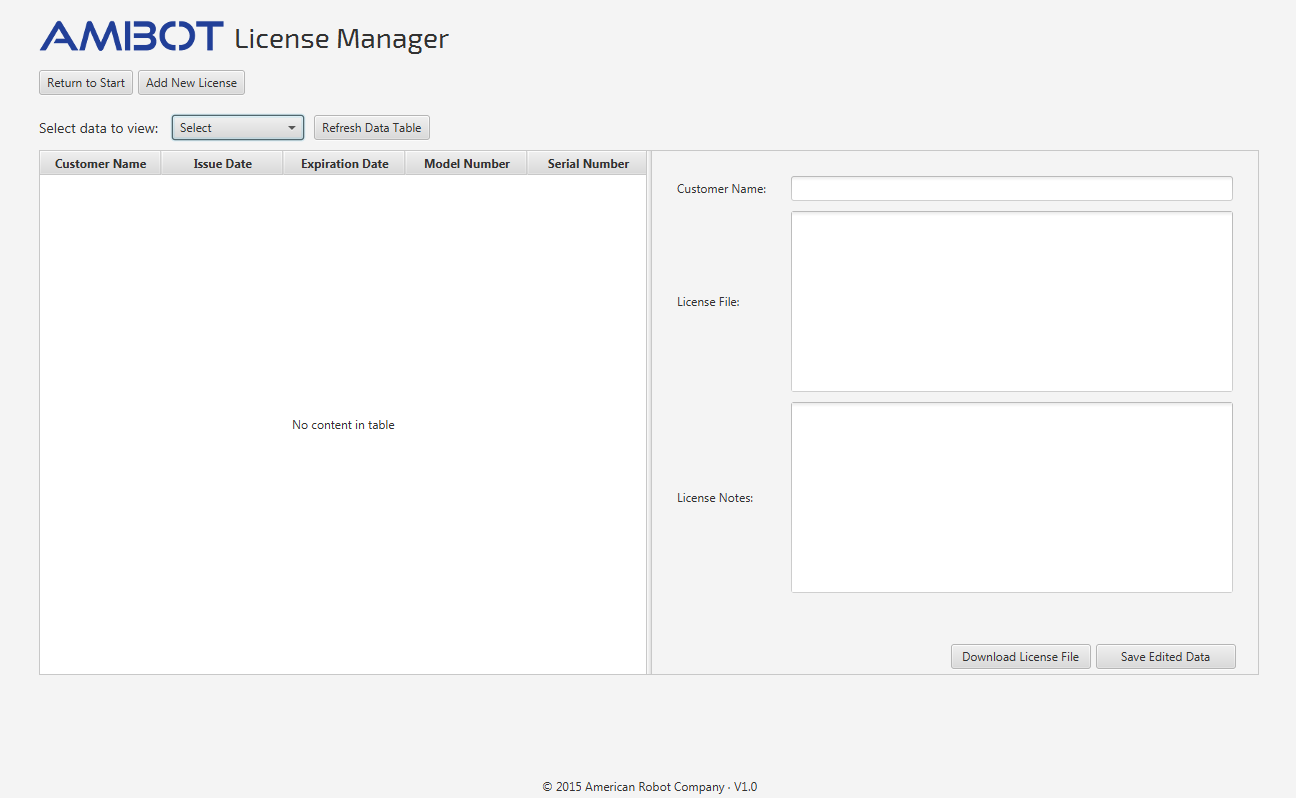 AMBOT License Manager
Return to Start Add New License
Select data to view: Select Refresh Data Table
Customer Name Issue Date Expiration Date Model Number Serial Number
No content in table
Customer Name:
License File:
License Notes:
Download License File Save Edited Data
© 2015 American Robot Company · V1.0